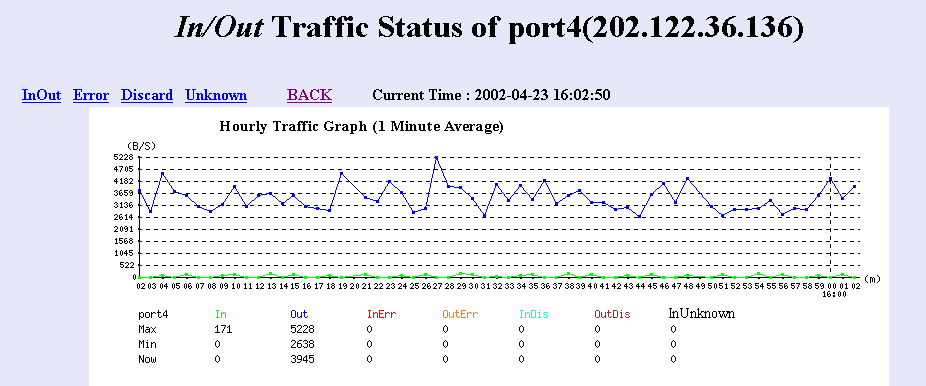 In/Out Traffic Status of port4(202.122.36.136)
InOut Error Discard Unknown BACK Current Time : 2002-04-23 16:02:50
Hourly Traffic Graph (1 Minute Average)
(B/S)
5228
4705
4182
3659
3136
2614
2091
1568
1045
522
0
02 03 04 05 06 07 08 09 10 11 12 13 14 15 16 17 18 19 20 21 22 23 24 25 26 27 28 29 30 31 32 33 34 35 36 37 38 39 40 41 42 43 44 45 46 47 48 49 50 51 52 53 54 55 56 57 58 59 00 01 02 (m)
16:00
port4 In Out InErr OutErr InDis OutDis InUnknown
Max 171 5228 0 0 0 0 0
Min 0 2638 0 0 0 0 0
Now 0 3945 0 0 0 0 0